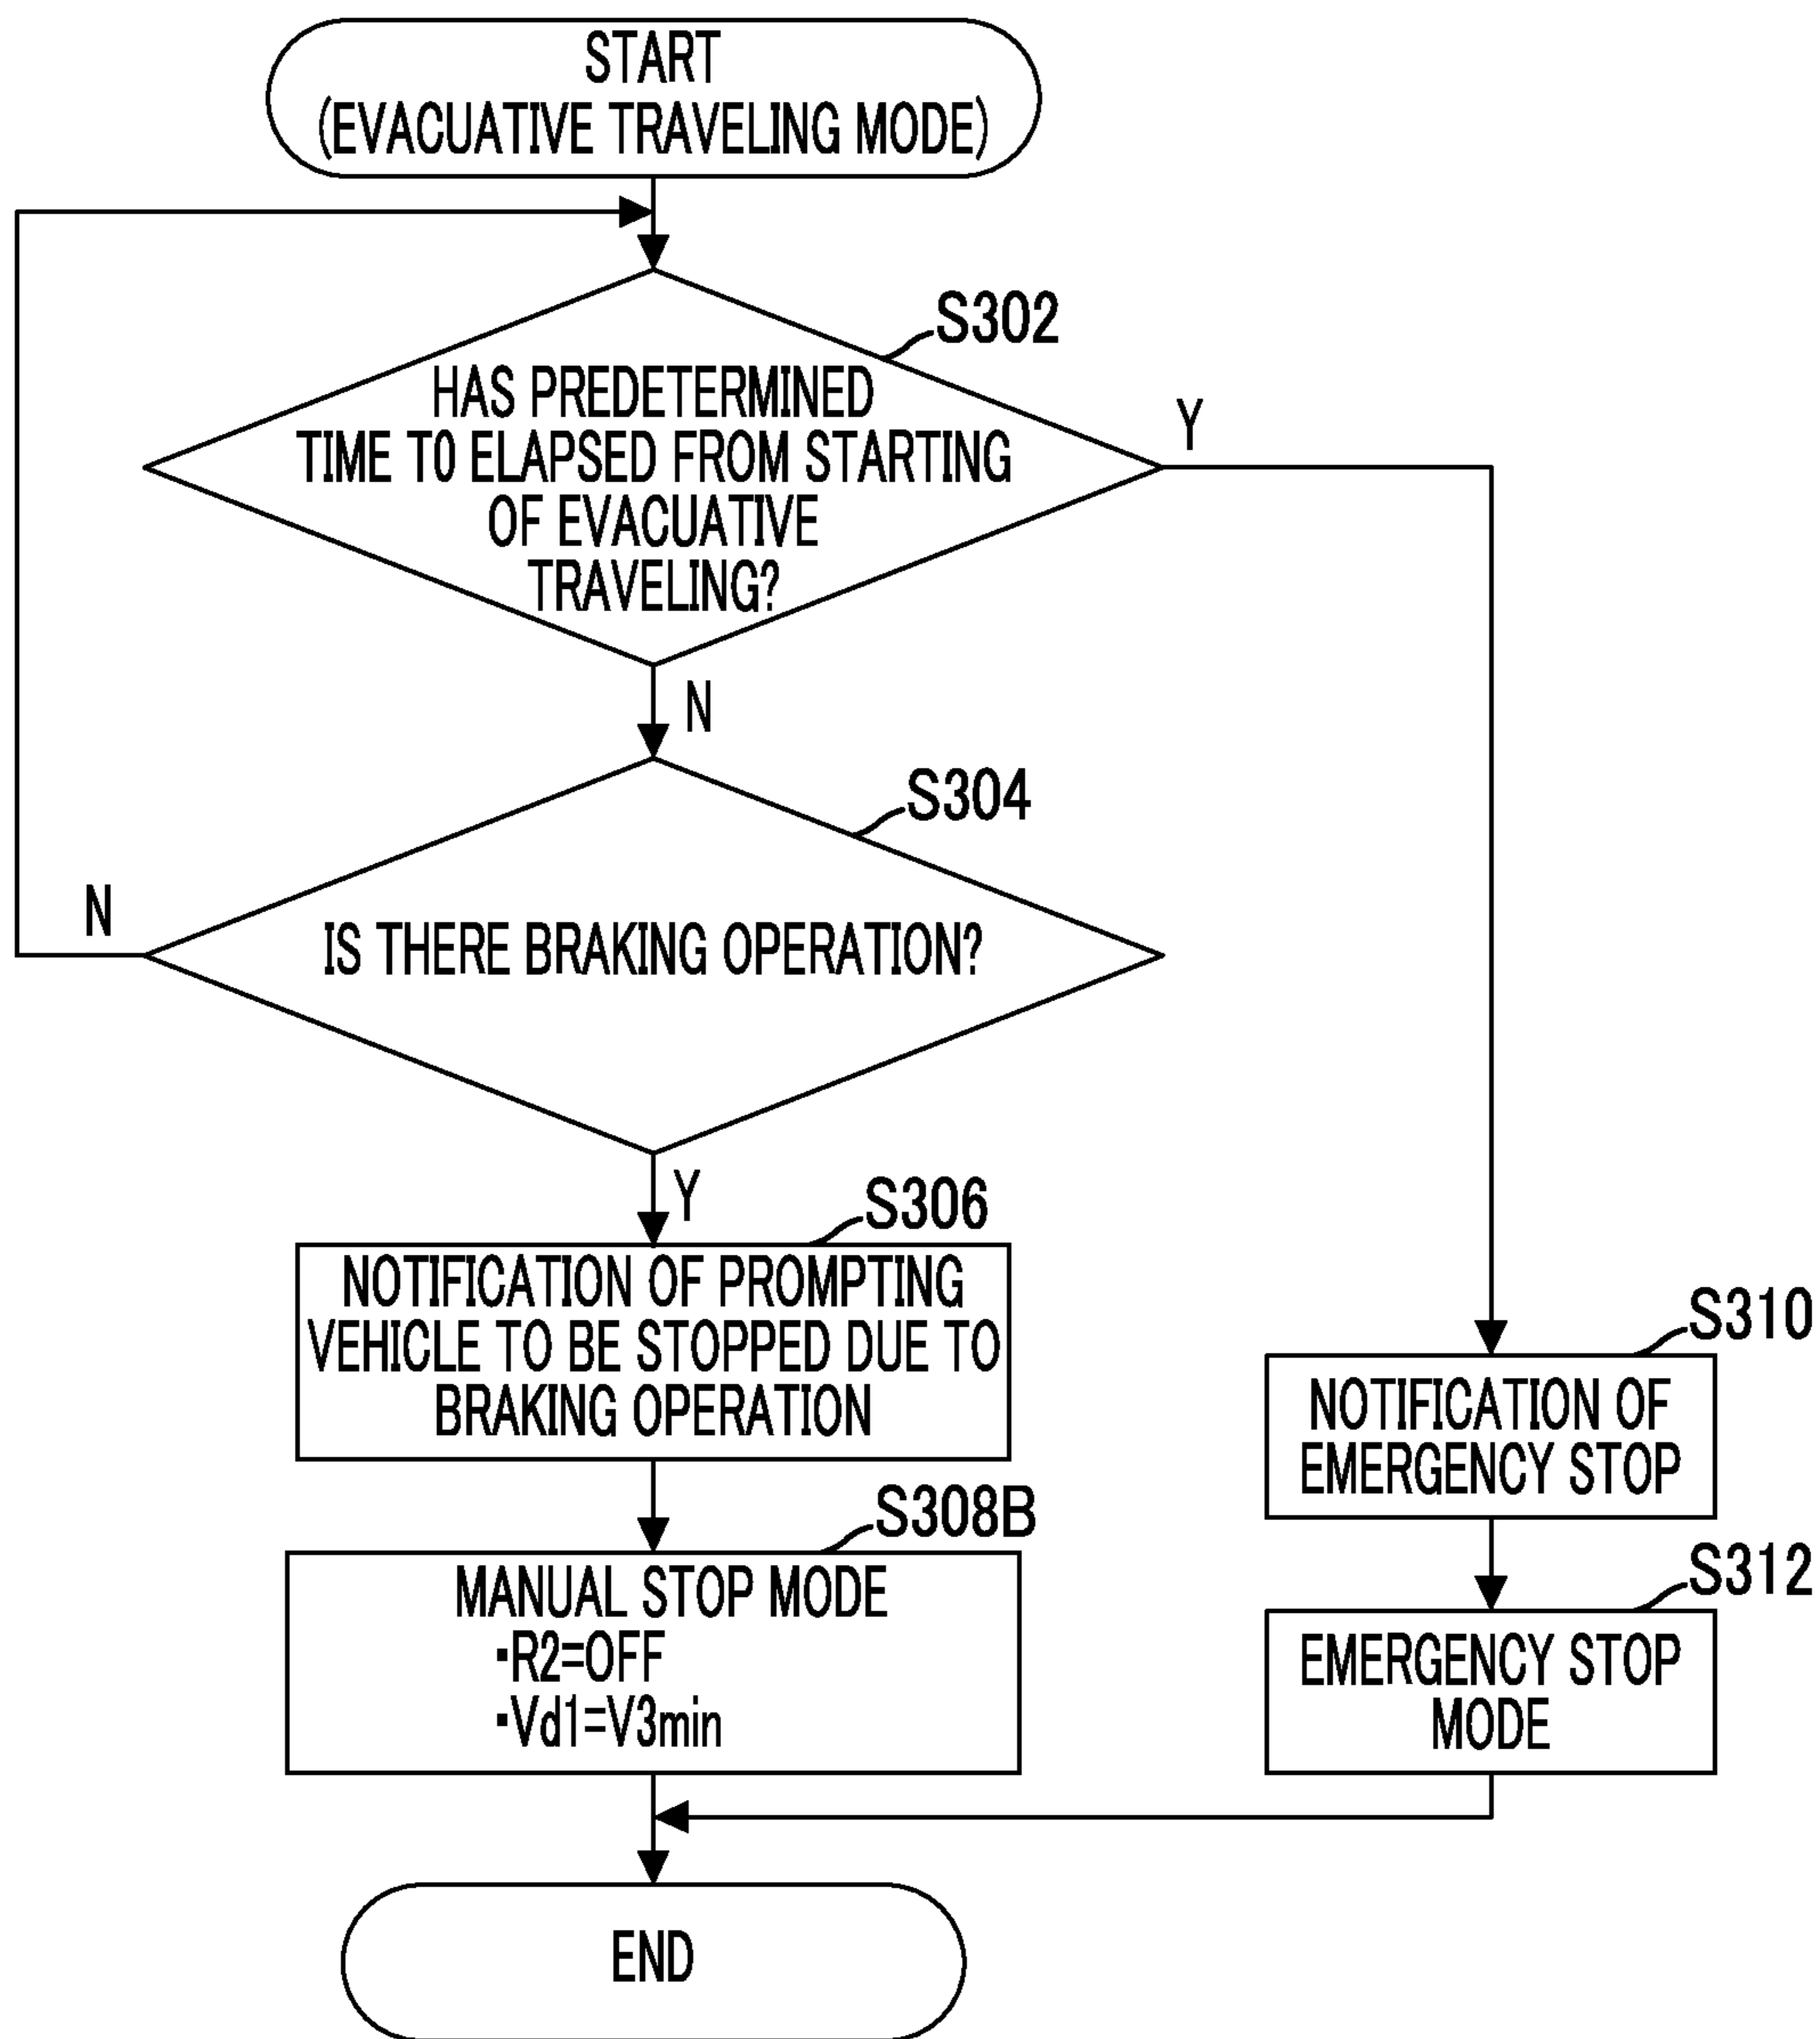 START
(EVACUATIVE TRAVELING MODE)
S302
HAS PREDETERMINED
TIME T0 ELAPSED FROM STARTING
OF EVACUATIVE
TRAVELING?
Y
N
S304
IS THERE BRAKING OPERATION?
N
Y
S306
NOTIFICATION OF PROMPTING
VEHICLE TO BE STOPPED DUE TO
BRAKING OPERATION
S308B
MANUAL STOP MODE
▪R2=OFF
▪Vd1=V3min
S310
NOTIFICATION OF
EMERGENCY STOP
S312
EMERGENCY STOP
MODE
END